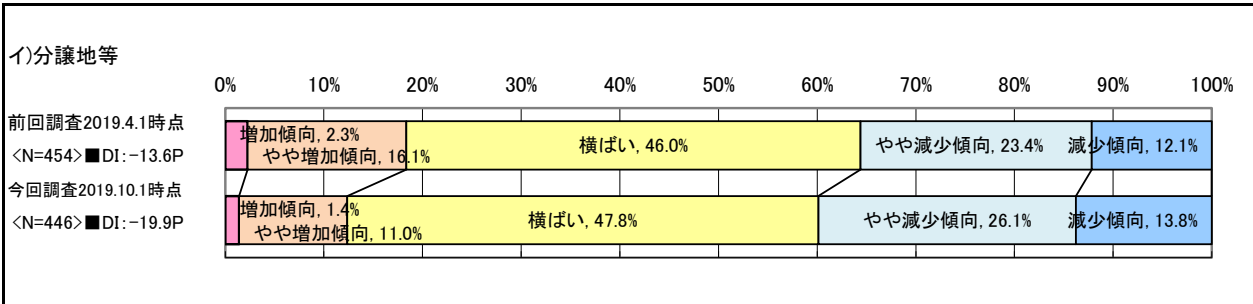 イ)分譲地等
0% 10% 20% 30% 40% 50% 60% 70% 80% 90% 100%
前回調査2019.4.1時点
<N=454>■DI:-13.6P
増加傾向, 2.3%
やや増加傾向, 16.1%
横ばい, 46.0%
やや減少傾向, 23.4%
減少傾向, 12.1%
今回調査2019.10.1時点
<N=446>■DI:-19.9P
増加傾向, 1.4%
やや増加傾向, 11.0%
横ばい, 47.8%
やや減少傾向, 26.1%
減少傾向, 13.8%